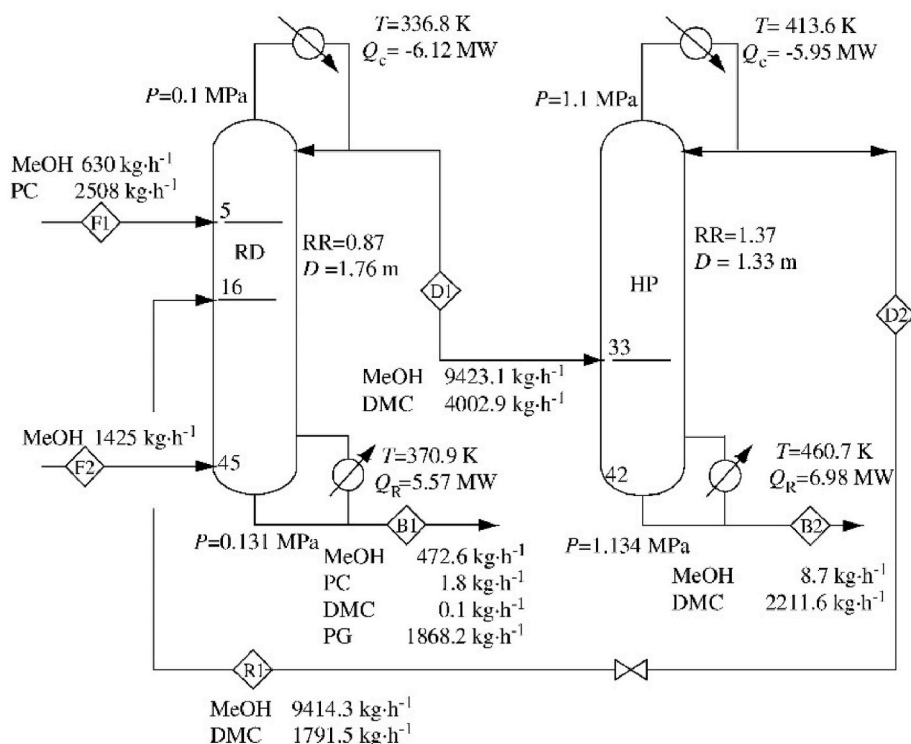 T=336.8 K
Qc= -6.12 MW
P=0.1 MPa
MeOH 630 kg·h-1
PC 2508 kg·h-1
F1
5
RD
RR=0.87
D =1.76 m
16
D1
MeOH 9423.1 kg·h-1
DMC 4002.9 kg·h-1
MeOH 1425 kg·h-1
F2
45
T=370.9 K
QR=5.57 MW
P=0.131 MPa
B1
MeOH 472.6 kg·h-1
PC 1.8 kg·h-1
DMC 0.1 kg·h-1
PG 1868.2 kg·h-1
T= 413.6 K
Qc= -5.95 MW
P=1.1 MPa
RR=1.37
D = 1.33 m
HP
33
D2
42
T=460.7 K
QR=6.98 MW
P=1.134 MPa
B2
MeOH 8.7 kg·h-1
DMC 2211.6 kg·h-1
R1
MeOH 9414.3 kg·h-1
DMC 1791.5 kg·h-1